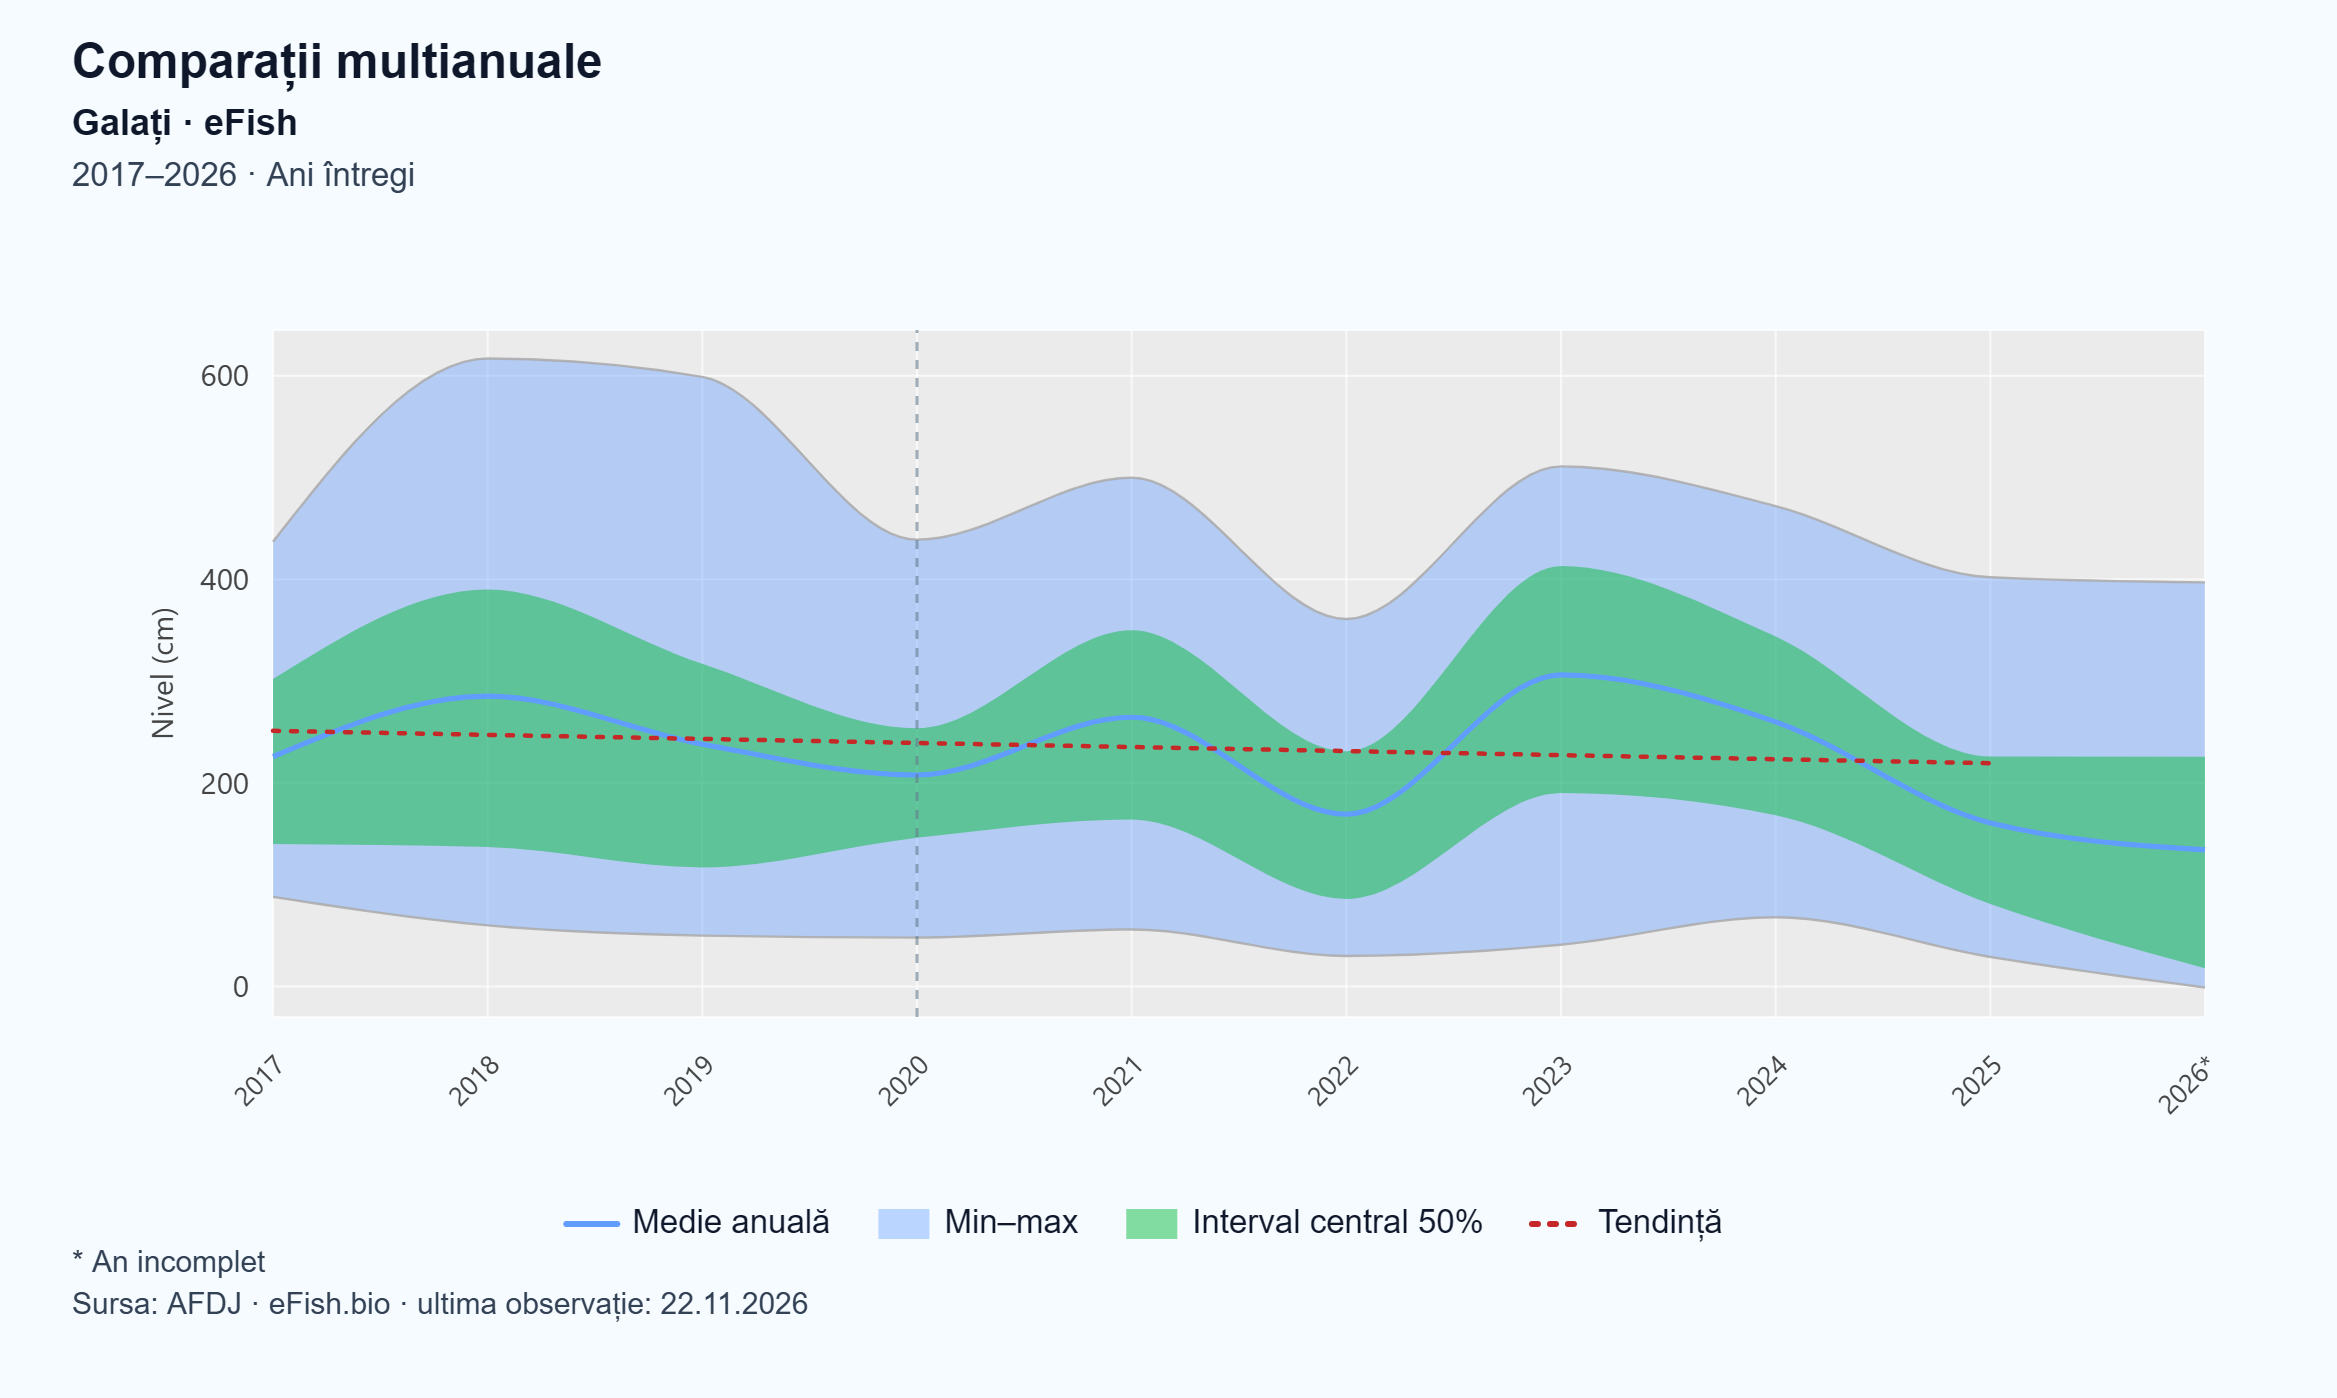 Comparații multianuale
Galați · eFish
2017–2026 · Ani întregi
Nivel (cm)
600
400
200
0
2017
2018
2019
2020
2021
2022
2023
2024
2025
2026*
Medie anuală
Min–max
Interval central 50%
Tendință
* An incomplet
Sursa: AFDJ · eFish.bio · ultima observație: 22.11.2026